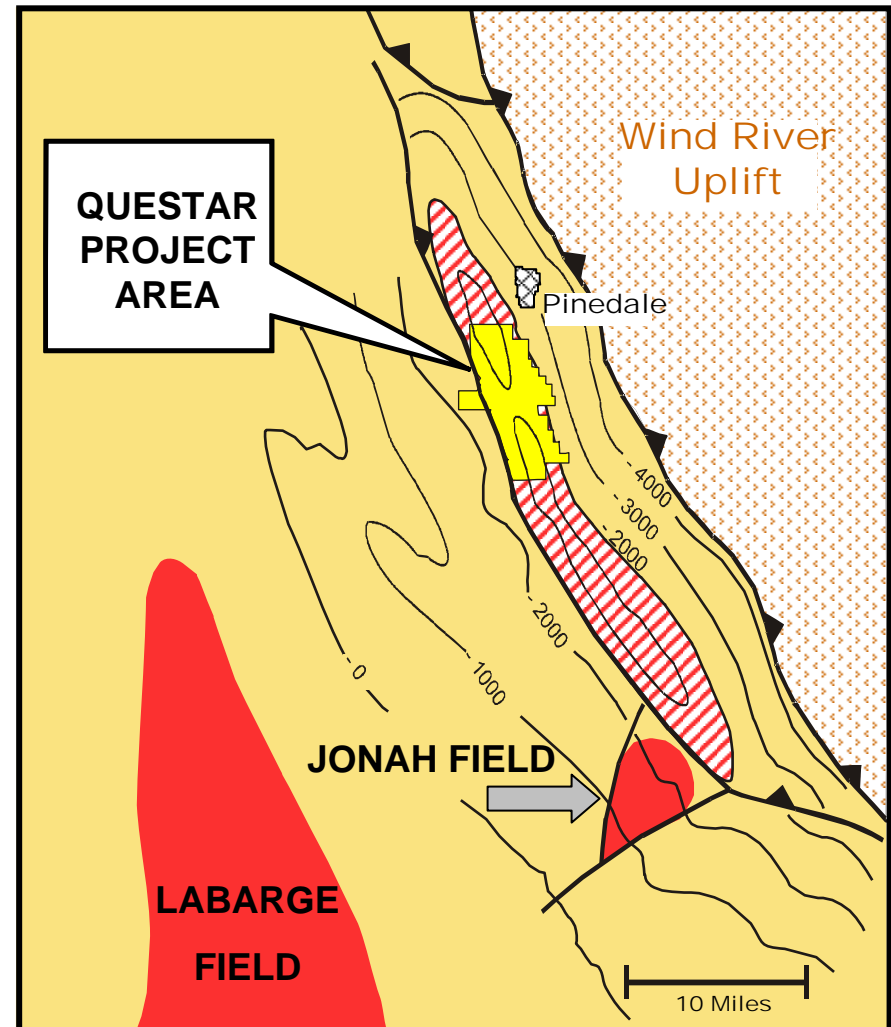 Wind River
Uplift
QUESTAR
PROJECT
AREA
Pinedale
- 4000
- 3000
- 2000
- 2000
- 1000
- 0
JONAH FIELD
LABARGE
FIELD
10 Miles